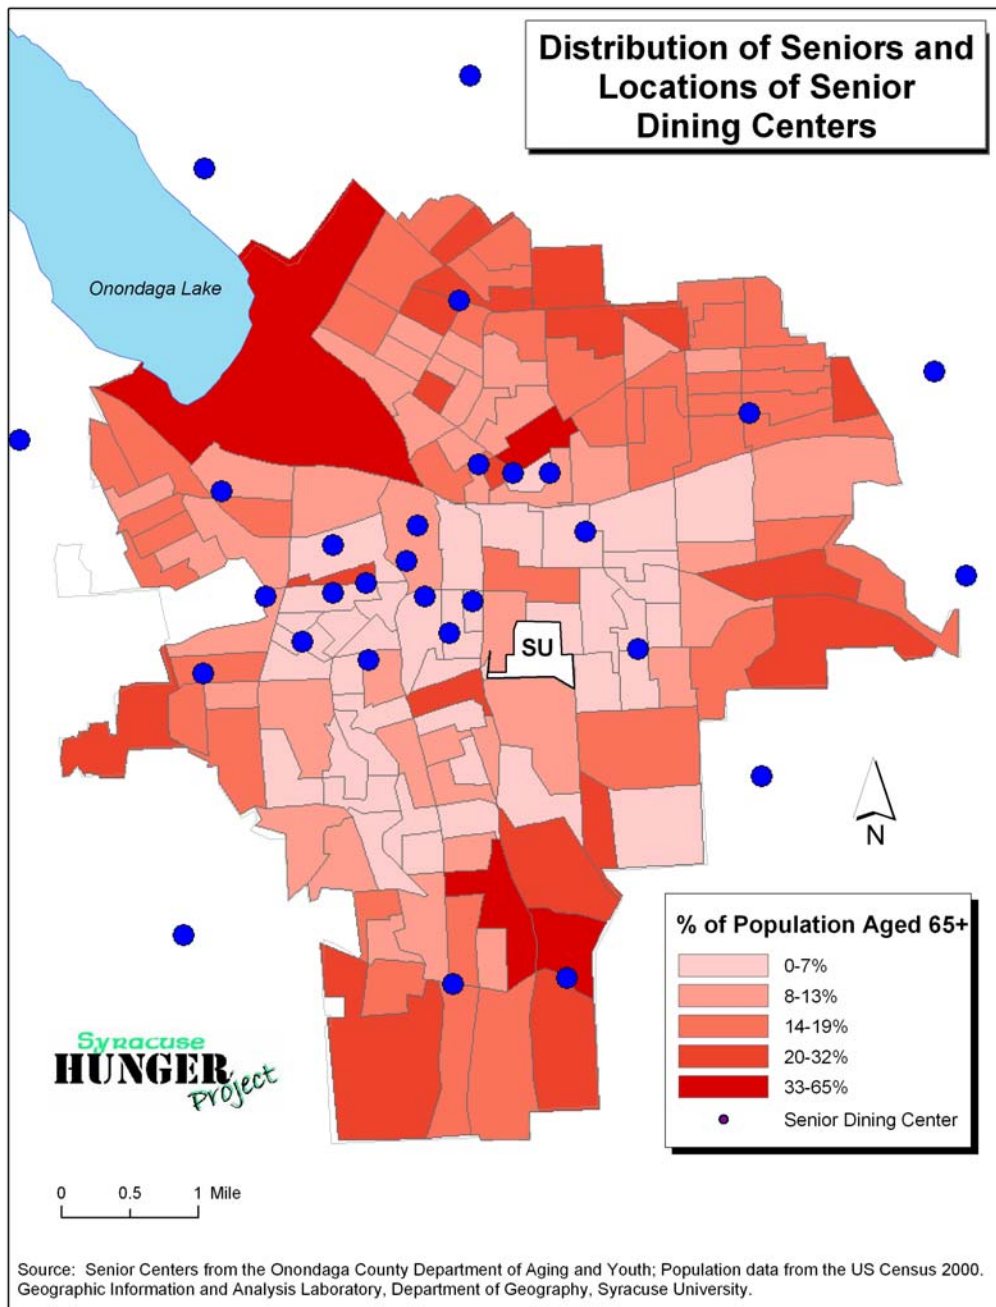 Distribution of Seniors and
Locations of Senior
Dining Centers
Onondaga Lake
SU
N
% of Population Aged 65+
0-7%
8-13%
14-19%
20-32%
33-65%
Senior Dining Center
Syracuse
HUNGER
Project
0 0.5 1 Mile
Source: Senior Centers from the Onondaga County Department of Aging and Youth; Population data from the US Census 2000.
Geographic Information and Analysis Laboratory, Department of Geography, Syracuse University.